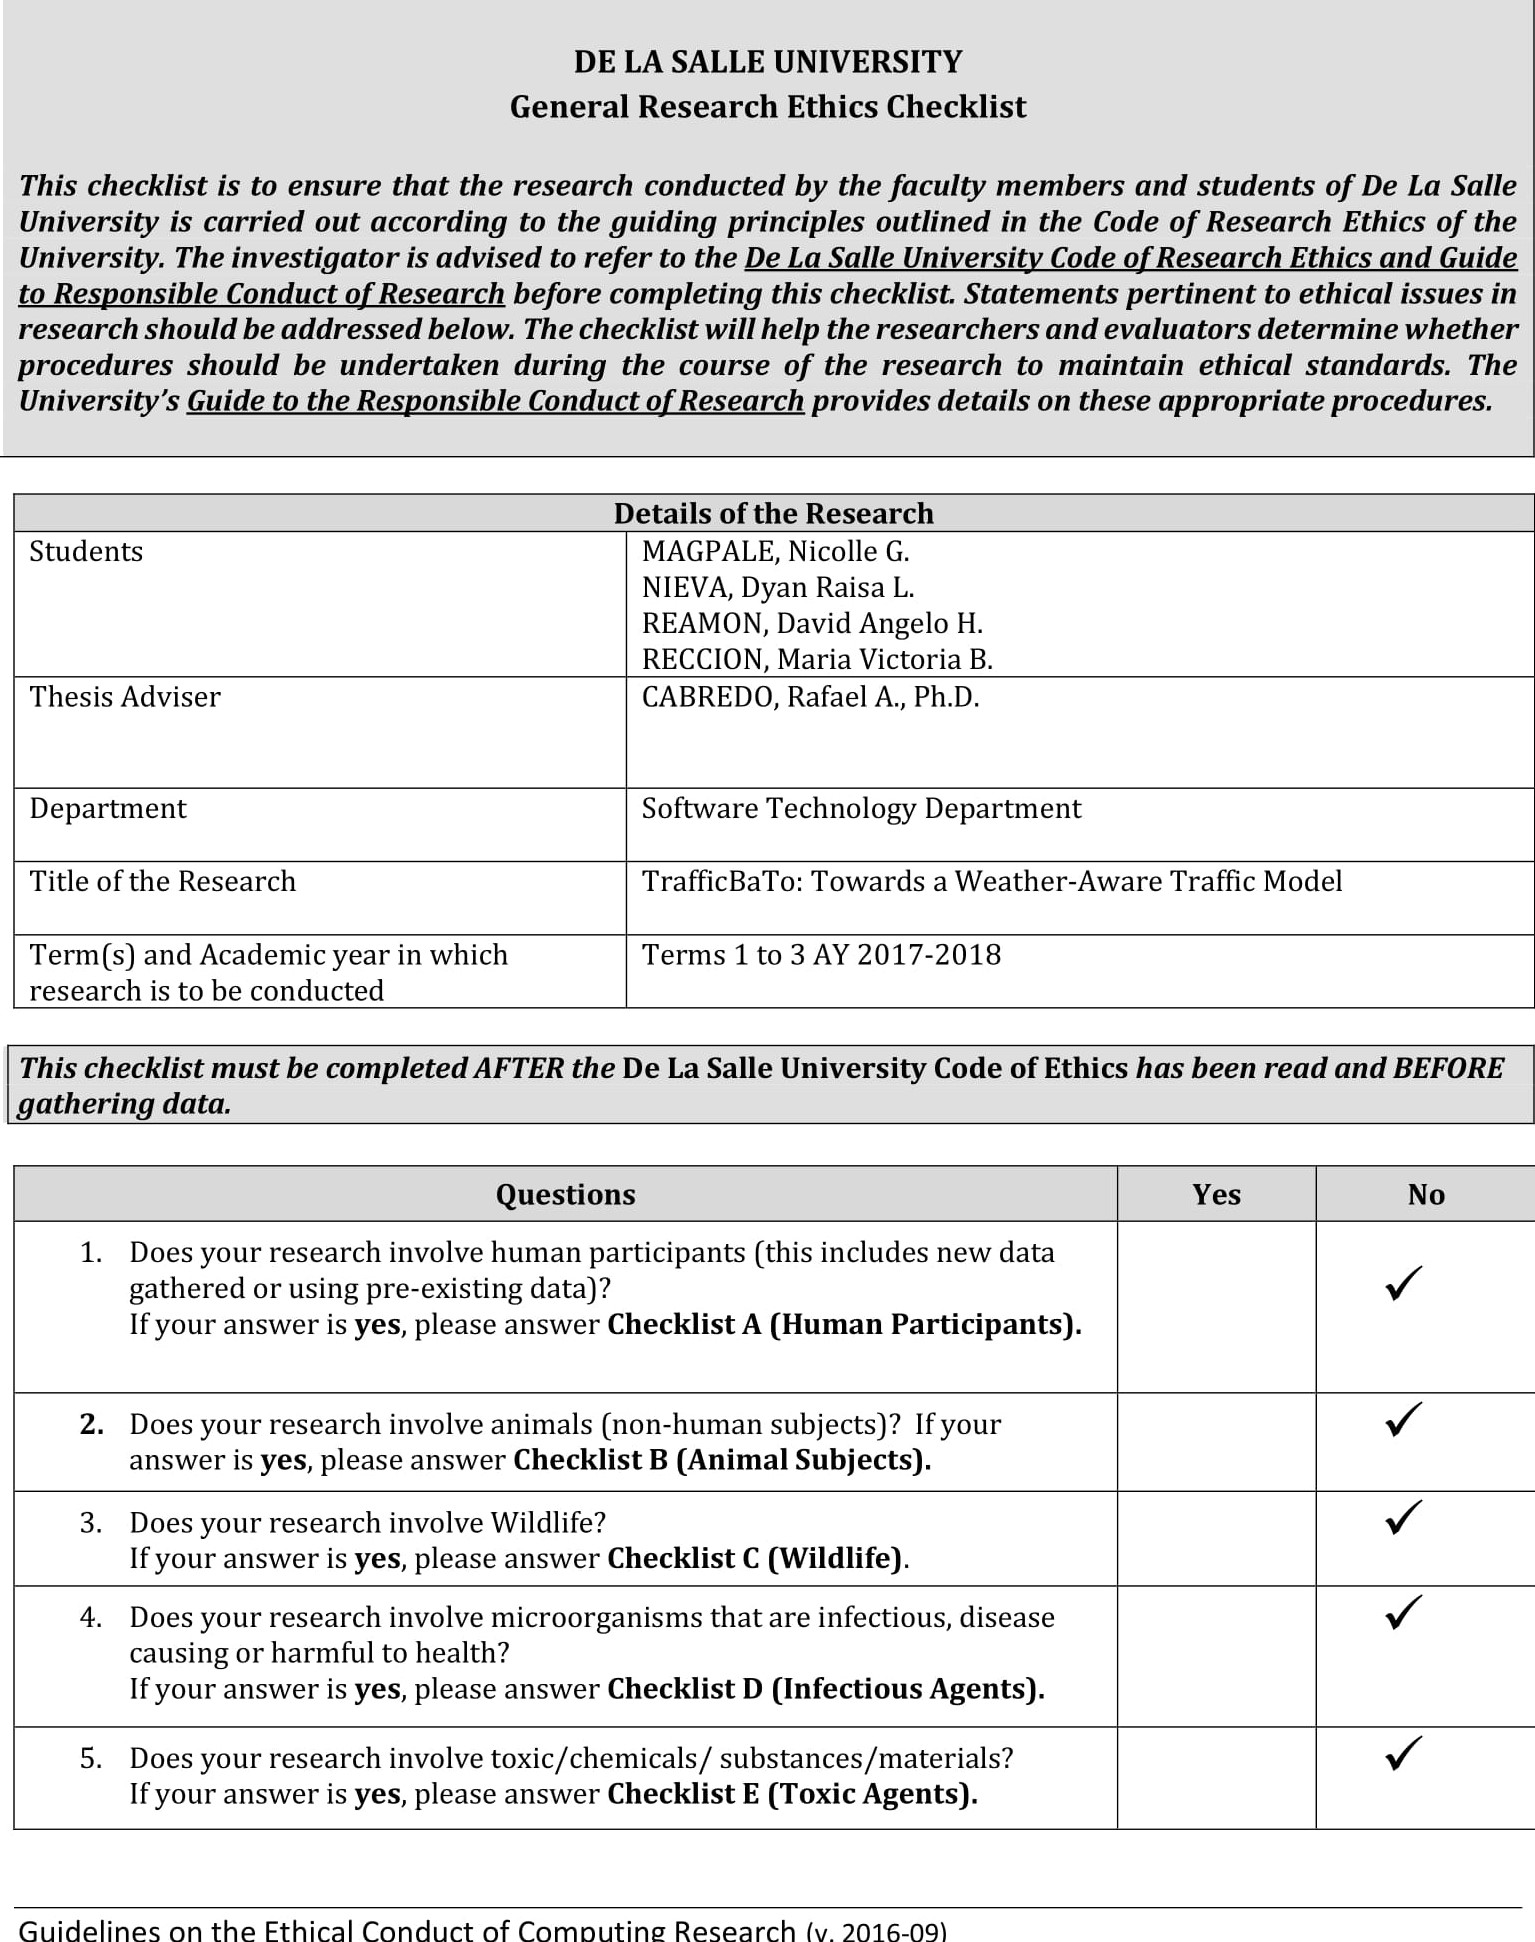 DE LA SALLE UNIVERSITY
General Research Ethics Checklist
This checklist is to ensure that the research conducted by the faculty members and students of De La Salle
University is carried out according to the guiding principles outlined in the Code of Research Ethics of the
University. The investigator is advised to refer to the De La Salle University Code of Research Ethics and Guide
to Responsible Conduct of Research before completing this checklist. Statements pertinent to ethical issues in
research should be addressed below. The checklist will help the researchers and evaluators determine whether
procedures should be undertaken during the course of the research to maintain ethical standards. The
University's Guide to the Responsible Conduct of Research provides details on these appropriate procedures.
Details of the Research
Students
MAGPALE, Nicolle G.
NIEVA, Dyan Raisa L.
REAMON, David Angelo H.
RECCION, Maria Victoria B.
Thesis Adviser
CABREDO, Rafael A., Ph.D.
Department
Software Technology Department
Title of the Research
TrafficBaTo: Towards a Weather-Aware Traffic Model
Term(s) and Academic year in which
research is to be conducted
Terms 1 to 3 AY 2017-2018
This checklist must be completed AFTER the De La Salle University Code of Ethics has been read and BEFORE
gathering data.
Questions
Yes
No
1. Does your research involve human participants (this includes new data
gathered or using pre-existing data)?
If your answer is yes, please answer Checklist A (Human Participants).
✓
2. Does your research involve animals (non-human subjects)? If your
answer is yes, please answer Checklist B (Animal Subjects).
✓
3. Does your research involve Wildlife?
If your answer is yes, please answer Checklist C (Wildlife).
✓
4. Does your research involve microorganisms that are infectious, disease
causing or harmful to health?
If your answer is yes, please answer Checklist D (Infectious Agents).
✓
5. Does your research involve toxic/chemicals/ substances/materials?
If your answer is yes, please answer Checklist E (Toxic Agents).
✓
Guidelines on the Ethical Conduct of Computing Research (v. 2016-09)